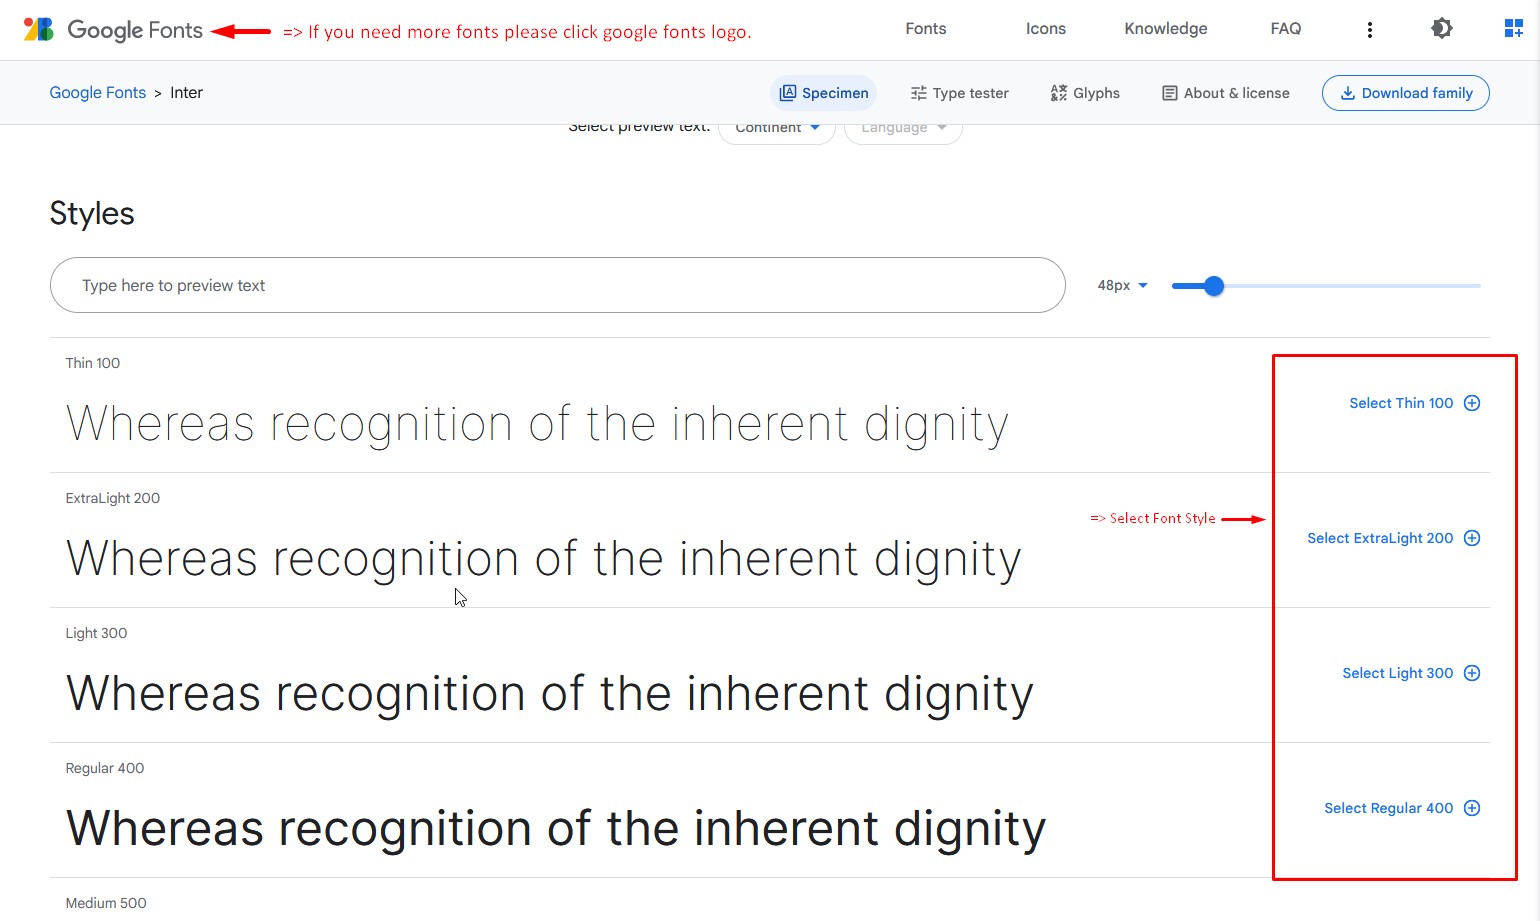 Google Fonts => If you need more fonts please click google fonts logo. Fonts Icons Knowledge FAQ
Google Fonts > Inter Specimen Type tester Glyphs About & license Download family
Select preview text: Continent Language
Styles
Type here to preview text 48px
Thin 100
Whereas recognition of the inherent dignity
Select Thin 100
ExtraLight 200
=> Select Font Style
Whereas recognition of the inherent dignity
Select ExtraLight 200
Light 300
Whereas recognition of the inherent dignity
Select Light 300
Regular 400
Whereas recognition of the inherent dignity
Select Regular 400
Medium 500